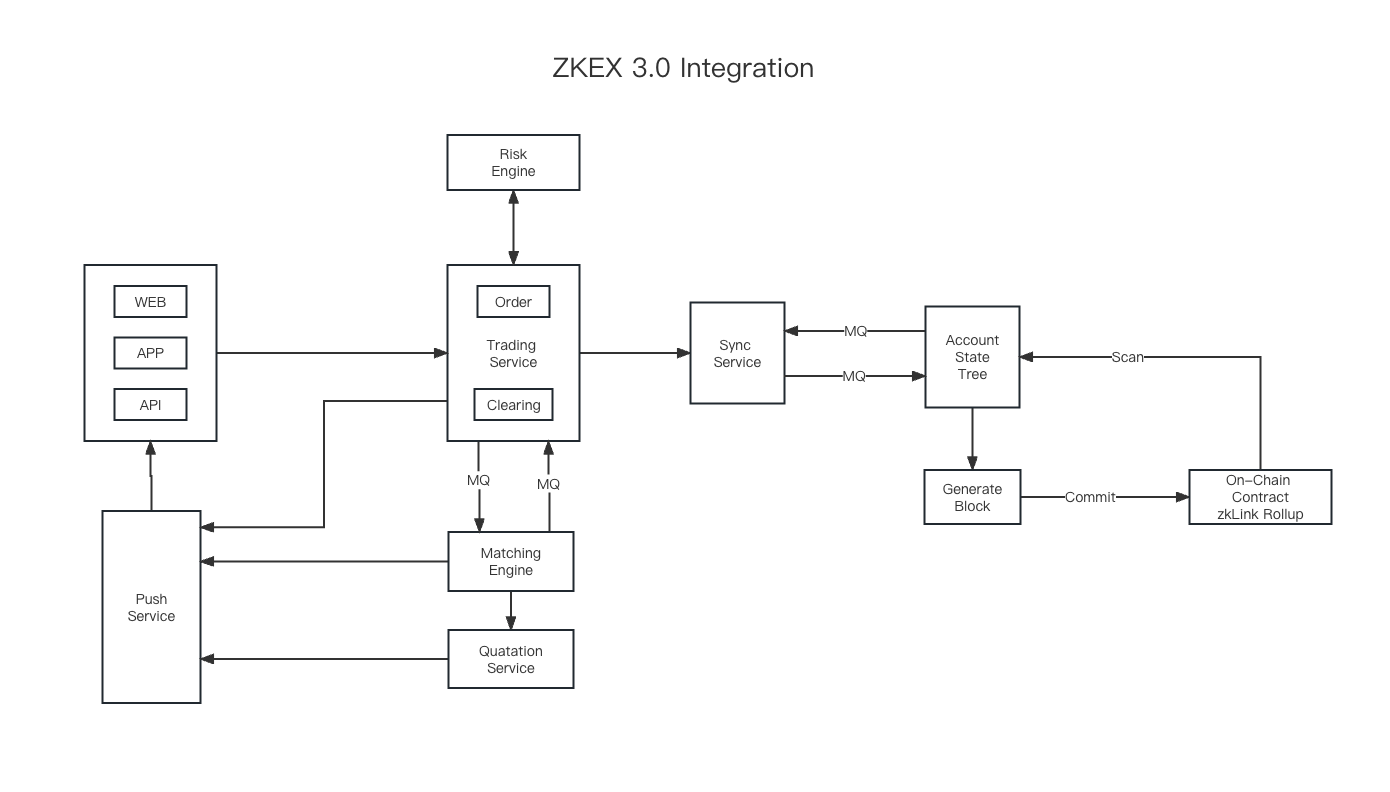 ZKEX 3.0 Integration
Risk
Engine
WEB
APP
API
Order
Trading
Service
Clearing
Sync
Service
MQ
MQ
Account
State
Tree
Scan
MQ
MQ
Generate
Block
Commit
On-Chain
Contract
zkLink Rollup
Matching
Engine
Push
Service
Quatation
Service